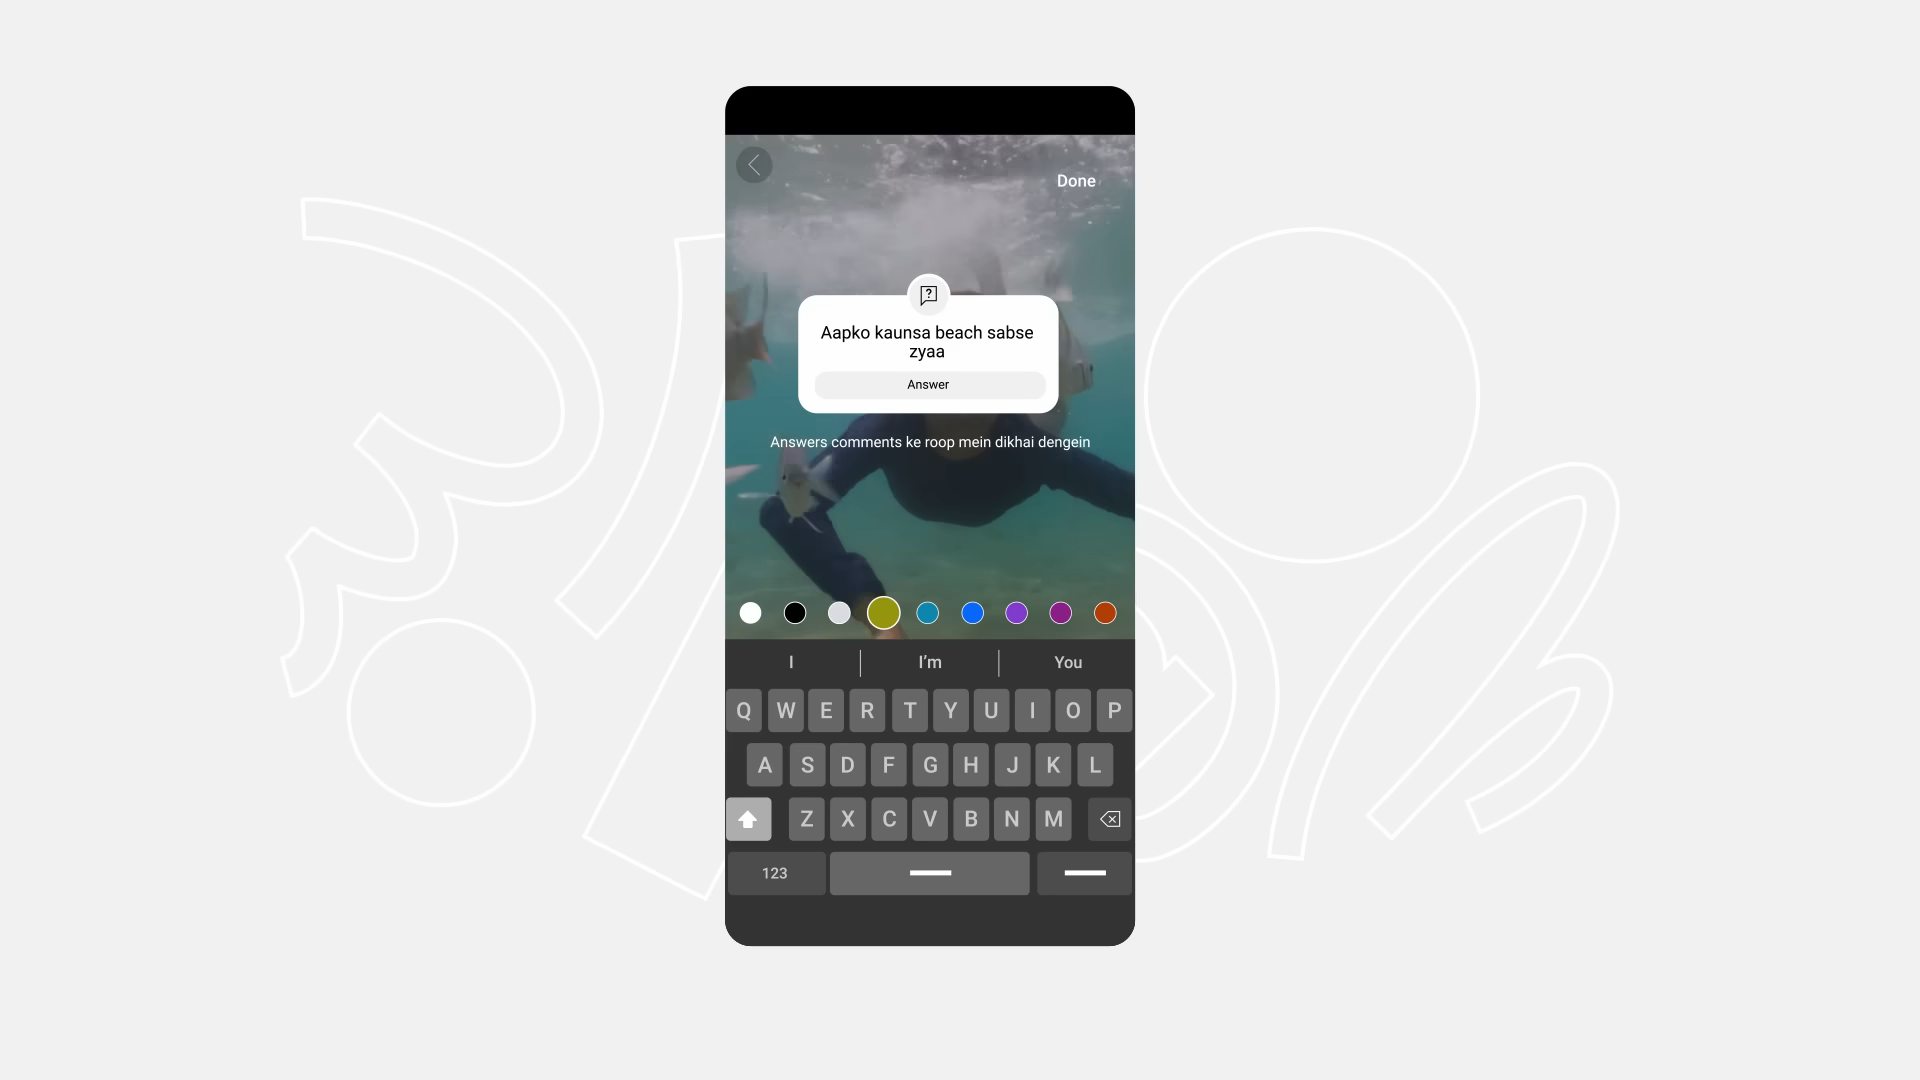 Done
?
Aapko kaunsa beach sabse
zyaa
Answer
Answers comments ke roop mein dikhai dengein
I I'm You
Q W E R T Y U I O P
A S D F G H J K L
Z X C V B N M
123